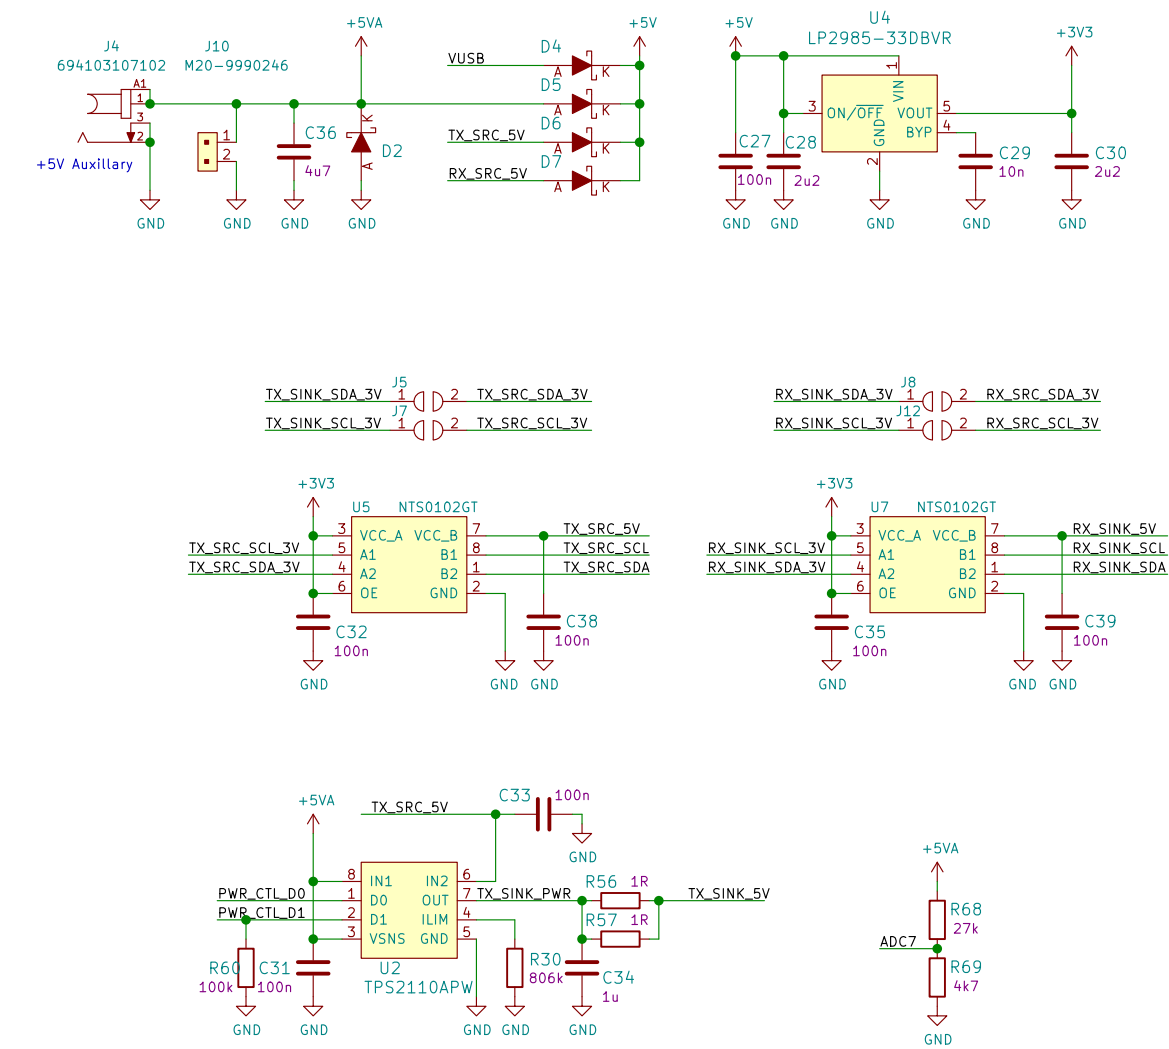 J4
694103107102
A1
1
3
2
+5V Auxillary
GND
J10
M20-9990246
1
2
GND
C36
4u7
GND
+5VA
K
D2
A
GND
+5V
VUSB
D4
A
K
D5
A
K
TX_SRC_5V
D6
A
K
RX_SRC_5V
D7
A
K
+5V
C27
100n
GND
C28
2u2
GND
U4
LP2985-33DBVR
1
VIN
3
ON/OFF
VOUT
5
BYP
4
GND
2
GND
C29
10n
GND
+3V3
C30
2u2
GND
J5
TX_SINK_SDA_3V
1
2
TX_SRC_SDA_3V
J7
TX_SINK_SCL_3V
1
2
TX_SRC_SCL_3V
J8
RX_SINK_SDA_3V
1
2
RX_SRC_SDA_3V
J12
RX_SINK_SCL_3V
1
2
RX_SRC_SCL_3V
+3V3
U5
NTS0102GT
3
VCC_A
VCC_B
7
TX_SRC_5V
TX_SRC_SCL_3V
5
A1
B1
8
TX_SRC_SCL
TX_SRC_SDA_3V
4
A2
B2
1
TX_SRC_SDA
6
OE
GND
2
C32
100n
GND
GND
C38
100n
GND
+3V3
U7
NTS0102GT
3
VCC_A
VCC_B
7
RX_SINK_5V
RX_SINK_SCL_3V
5
A1
B1
8
RX_SINK_SCL
RX_SINK_SDA_3V
4
A2
B2
1
RX_SINK_SDA
6
OE
GND
2
C35
100n
GND
GND
C39
100n
GND
+5VA
TX_SRC_5V
C33
100n
GND
8
IN1
IN2
6
PWR_CTL_D0
1
D0
OUT
7
TX_SINK_PWR
PWR_CTL_D1
2
D1
ILIM
4
3
VSNS
GND
5
U2
TPS2110APW
R60
100k
GND
C31
100n
GND
GND
R30
806k
GND
R56
1R
TX_SINK_5V
R57
1R
C34
1u
GND
+5VA
R68
27k
ADC7
R69
4k7
GND